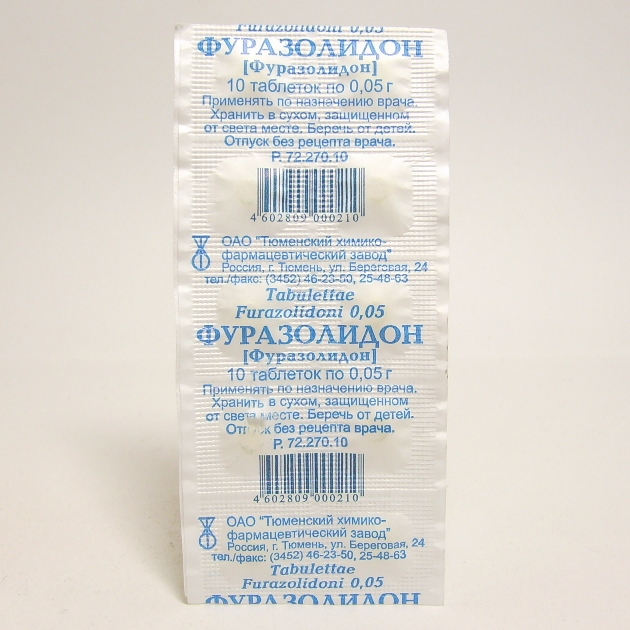 Furazolidoni 0,05
ФУРАЗОЛИДОН
[Фуразолидон]
10 таблеток по 0,05 г
Применять по назначению врача.
Хранить в сухом, защищенном
от света месте. Беречь от детей.
Отпуск без рецепта врача.
Р. 72.270.10
4 602809 000210
ОАО "Тюменский химико-
фармацевтический завод"
Россия, г. Тюмень, ул. Береговая, 24
тел./факс: (3452) 46-23-50, 25-48-63
Tabulettae
Furazolidoni 0,05
ФУРАЗОЛИДОН
[Фуразолидон]
10 таблеток по 0,05 г
Применять по назначению врача.
Хранить в сухом, защищенном
от света месте. Беречь от детей.
Отпуск без рецепта врача.
Р. 72.270.10
4 602809 000210
ОАО "Тюменский химико-
фармацевтический завод"
Россия, г. Тюмень, ул. Береговая, 24
тел./факс: (3452) 46-23-50, 25-48-63
Tabulettae
Furazolidoni 0,05
ФУРАЗОЛИДОН